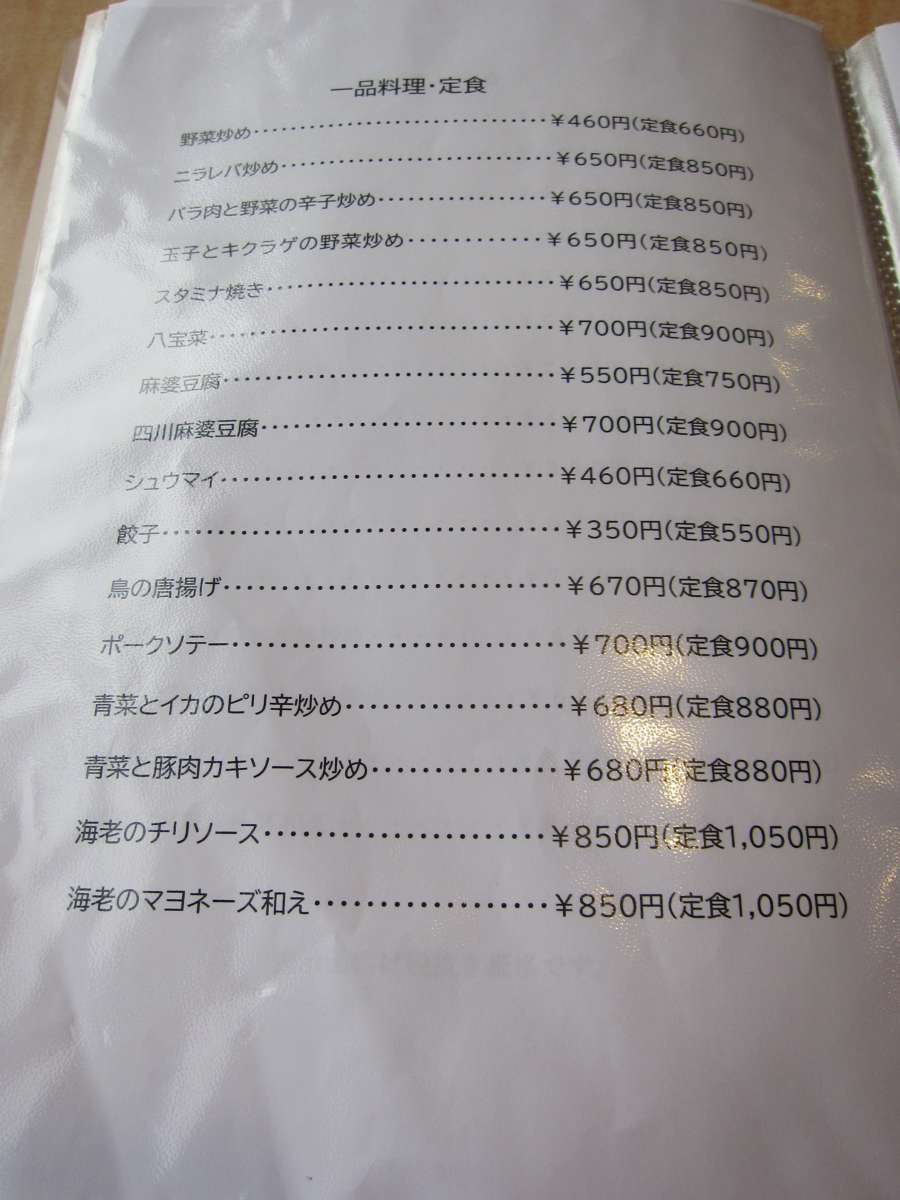 一品料理・定食
野菜炒め・・・・・・・・・・・・・・・・・・・・・・・・・・・・・・・¥460円(定食660円)
ニラレバ炒め・・・・・・・・・・・・・・・・・・・・・・・・・・・・¥650円(定食850円)
バラ肉と野菜の辛子炒め・・・・・・・・・・・・・・・・・¥650円(定食850円)
玉子とキクラゲの野菜炒め・・・・・・・・・・・・・¥650円(定食850円)
スタミナ焼き・・・・・・・・・・・・・・・・・・・・・・・・・・・・・¥650円(定食850円)
八宝菜・・・・・・・・・・・・・・・・・・・・・・・・・・・・・・・・・・¥700円(定食900円)
麻婆豆腐・・・・・・・・・・・・・・・・・・・・・・・・・・・・・・・・¥550円(定食750円)
四川麻婆豆腐・・・・・・・・・・・・・・・・・・・・・・・・・・・・¥700円(定食900円)
シュウマイ・・・・・・・・・・・・・・・・・・・・・・・・・・・・・・・¥460円(定食660円)
餃子・・・・・・・・・・・・・・・・・・・・・・・・・・・・・・・・・・・・・¥350円(定食550円)
鳥の唐揚げ・・・・・・・・・・・・・・・・・・・・・・・・・・・・・・¥670円(定食870円)
ポークソテー・・・・・・・・・・・・・・・・・・・・・・・・・・・・・¥700円(定食900円)
青菜とイカのピリ辛炒め・・・・・・・・・・・・・・・・・・¥680円(定食880円)
青菜と豚肉カキソース炒め・・・・・・・・・・・・・・・¥680円(定食880円)
海老のチリソース・・・・・・・・・・・・・・・・・・・・・・¥850円(定食1,050円)
海老のマヨネーズ和え・・・・・・・・・・・・・・・・・・¥850円(定食1,050円)